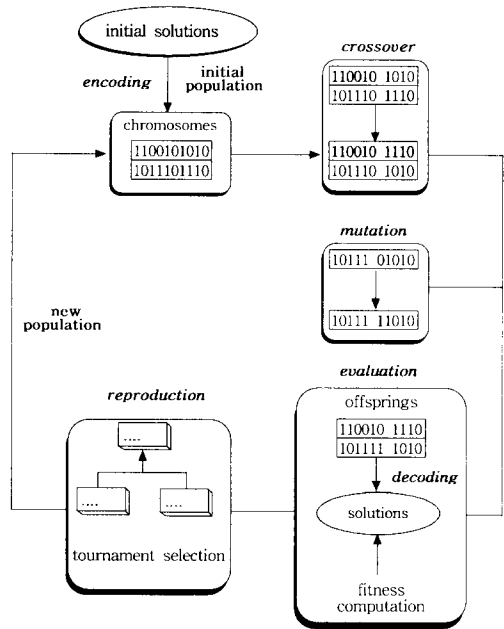 initial solutions
encoding
initial
population
chromosomes
1100101010
1011101110
crossover
110010 1010
101110 1110
110010 1110
101110 1010
mutation
10111 01010
10111 11010
new
population
reproduction
....
....
....
tournament selection
evaluation
offsprings
110010 1110
101111 1010
decoding
solutions
fitness
computation